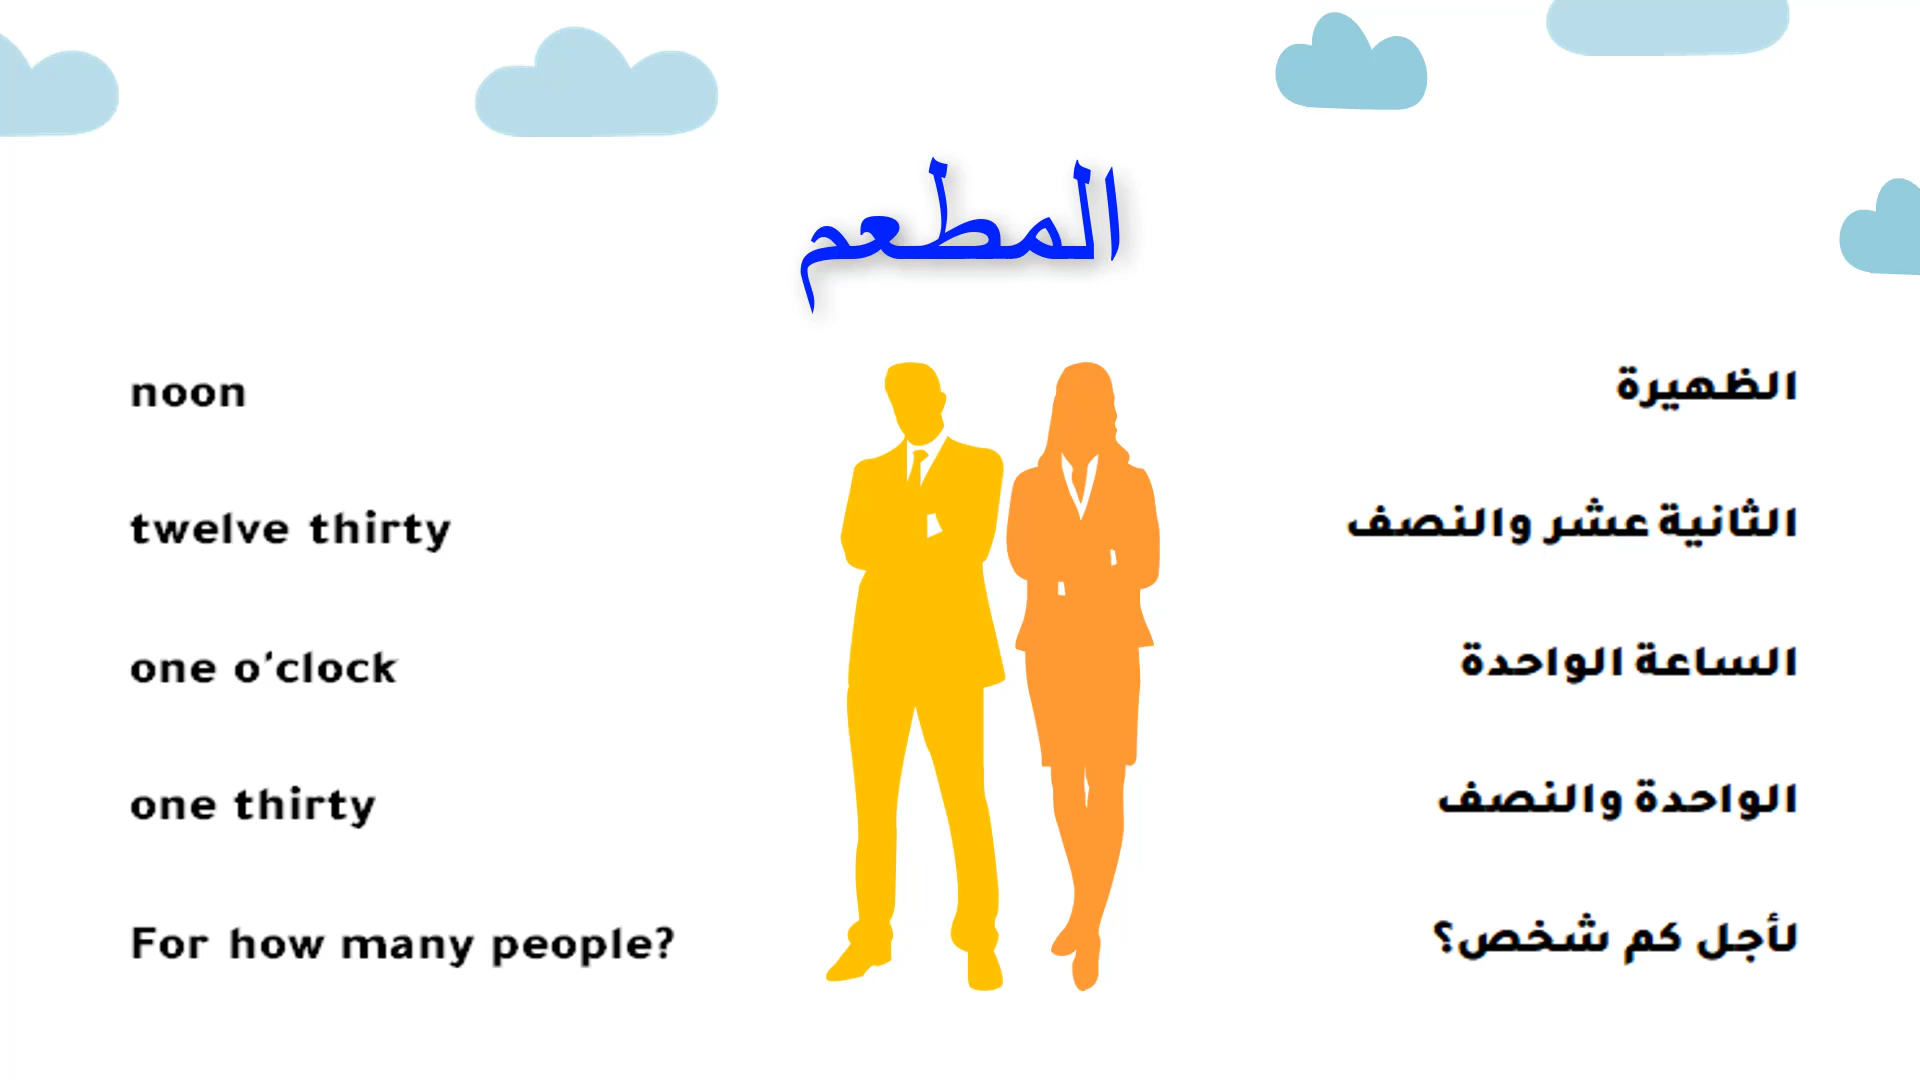 المطعم
noon
الظهيرة
twelve thirty
الثانية عشر والنصف
one o'clock
الساعة الواحدة
one thirty
الواحدة والنصف
For how many people?
لأجل كم شخص؟